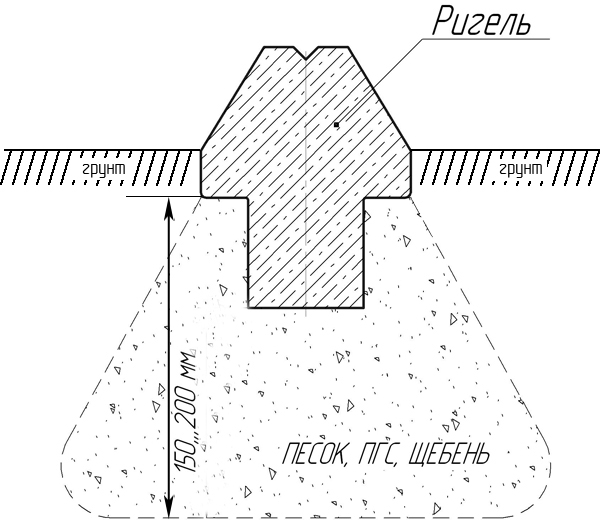 Ригель
грунт
грунт
150...200 мм
ПЕСОК, ПГС, ЩЕБЕНЬ